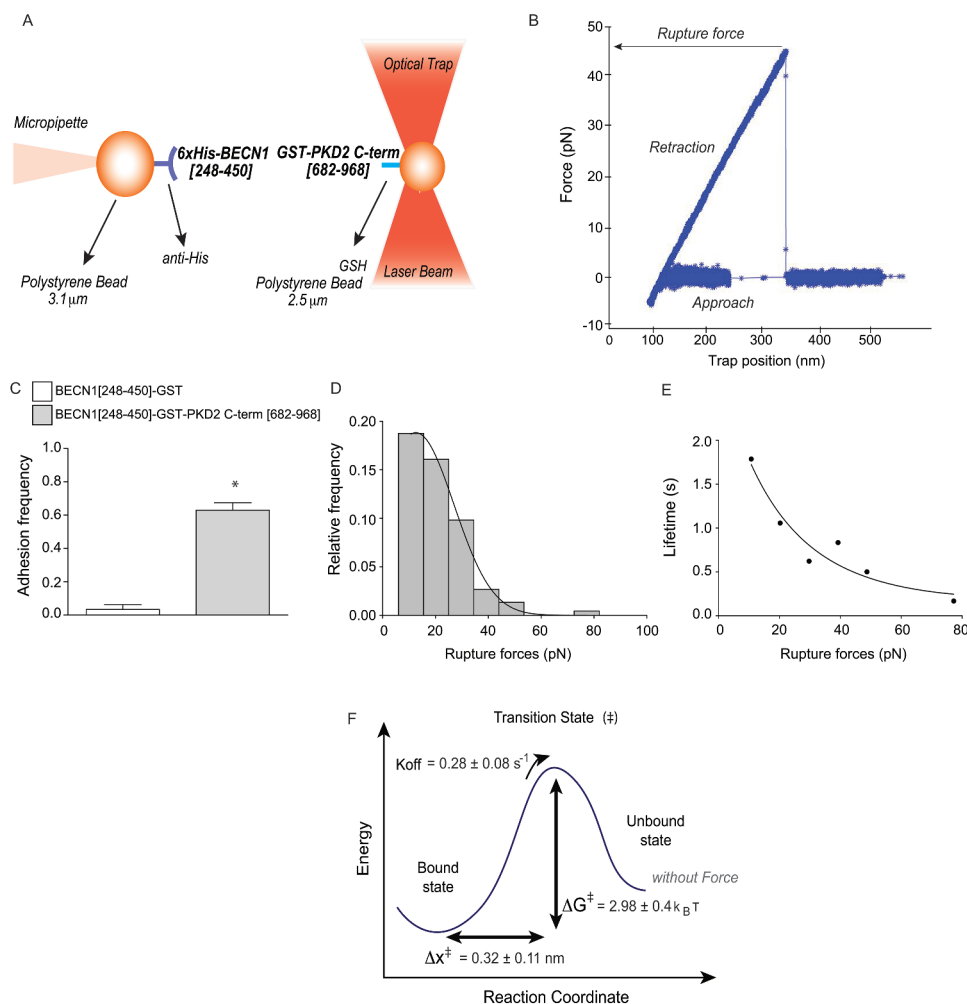 A
Optical Trap
Micropipette
6xHis-BECN1
[248-450]
GST-PKD2 C-term
[682-968]
anti-His
Polystyrene Bead
3.1 µm
GSH
Polystyrene Bead
2.5 µm
Laser Beam
B
Rupture force
Retraction
Approach
Force (pN)
50
40
30
20
10
0
-10
0
100
200
300
400
500
Trap position (nm)
C
BECN1[248-450]-GST
BECN1[248-450]-GST-PKD2 C-term [682-968]
Adhesion frequency
1.0
0.8
0.6
0.4
0.2
0.0
*
D
Relative frequency
0.20
0.15
0.10
0.05
0.00
0
20
40
60
80
100
Rupture forces (pN)
E
Lifetime (s)
2.0
1.5
1.0
0.5
0.0
0
20
40
60
80
Rupture forces (pN)
F
Transition State (‡)
Koff = 0.28 ± 0.08 s-1
Energy
Bound
state
Unbound
state
without Force
ΔG‡ = 2.98 ± 0.4 kBT
Δx‡ = 0.32 ± 0.11 nm
Reaction Coordinate